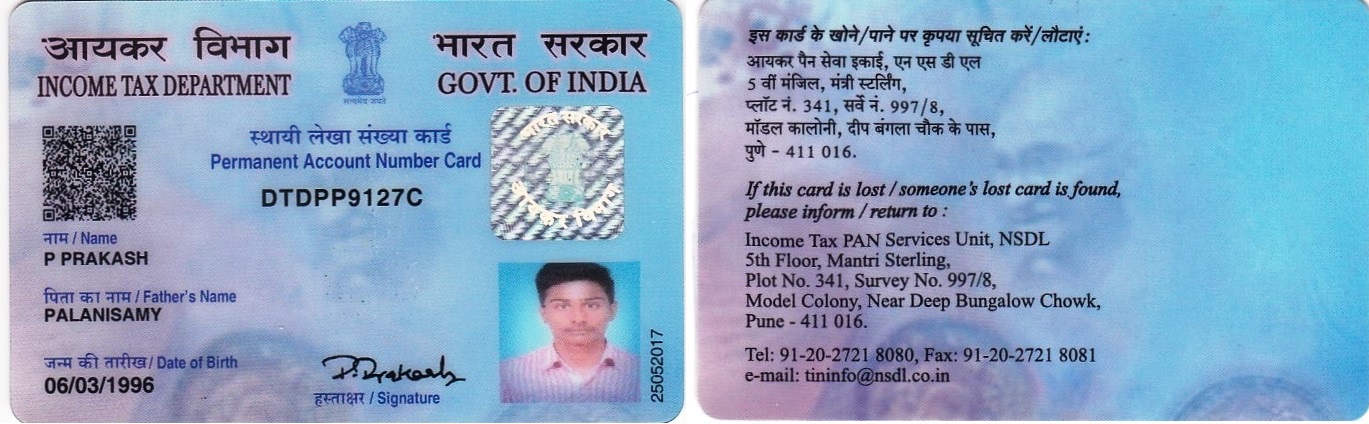 आयकर विभाग
INCOME TAX DEPARTMENT
सत्यमेव जयते
भारत सरकार
GOVT. OF INDIA
स्थायी लेखा संख्या कार्ड
Permanent Account Number Card
DTDPP9127C
भारत सरकार
आयकर विभाग
नाम / Name
P PRAKASH
पिता का नाम / Father's Name
PALANISAMY
जन्म की तारीख / Date of Birth
06/03/1996
P. Prakash
हस्ताक्षर / Signature
25052017
इस कार्ड के खोने/पाने पर कृपया सूचित करें/लौटाएं :
आयकर पैन सेवा इकाई, एन एस डी एल
5 वीं मंजिल, मंत्री स्टर्लिंग,
प्लॉट नं. 341, सर्वे नं. 997/8,
मॉडल कालोनी, दीप बंगला चौक के पास,
पुणे - 411 016.
If this card is lost / someone's lost card is found,
please inform / return to :
Income Tax PAN Services Unit, NSDL
5th Floor, Mantri Sterling,
Plot No. 341, Survey No. 997/8,
Model Colony, Near Deep Bungalow Chowk,
Pune - 411 016.
Tel: 91-20-2721 8080, Fax: 91-20-2721 8081
e-mail: tininfo@nsdl.co.in